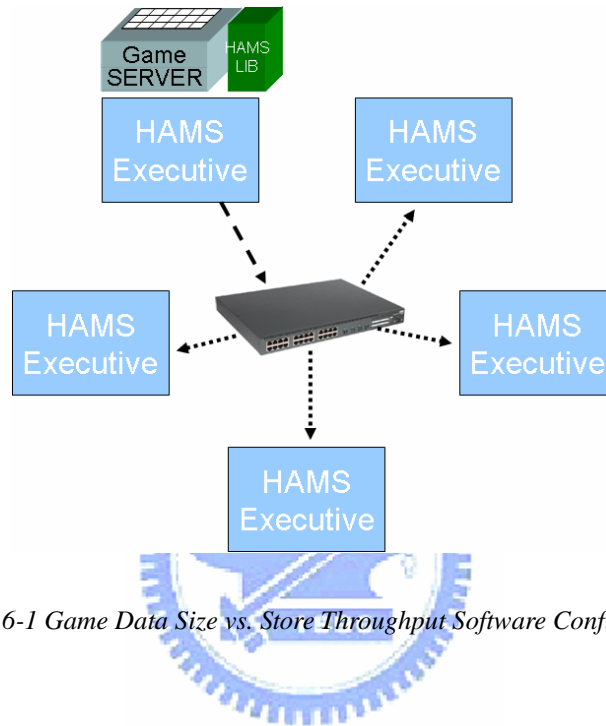 Game
SERVER
HAMS
LIB
HAMS
Executive
HAMS
Executive
HAMS
Executive
HAMS
Executive
HAMS
Executive
6-1 Game Data Size vs. Store Throughput Software Conf